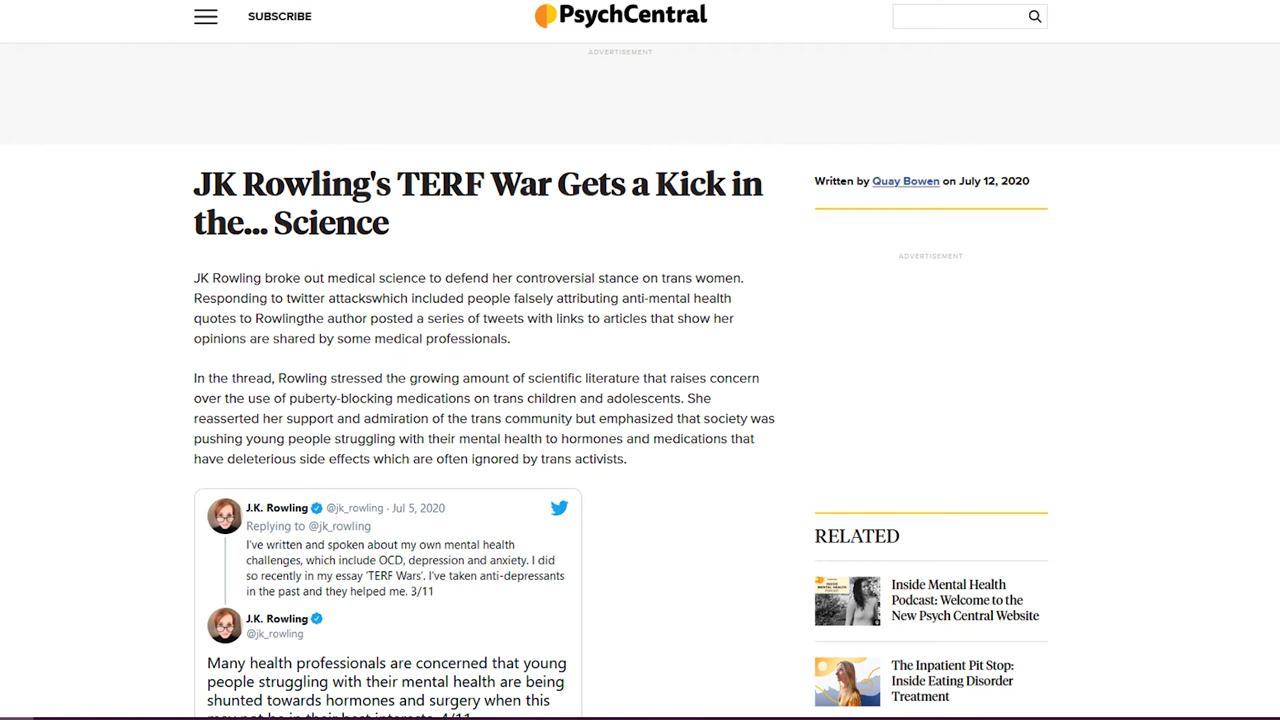 SUBSCRIBE
PsychCentral
ADVERTISEMENT
JK Rowling's TERF War Gets a Kick in
the... Science
JK Rowling broke out medical science to defend her controversial stance on trans women.
Responding to twitter attackswhich included people falsely attributing anti-mental health
quotes to Rowlingthe author posted a series of tweets with links to articles that show her
opinions are shared by some medical professionals.
In the thread, Rowling stressed the growing amount of scientific literature that raises concern
over the use of puberty-blocking medications on trans children and adolescents. She
reasserted her support and admiration of the trans community but emphasized that society was
pushing young people struggling with their mental health to hormones and medications that
have deleterious side effects which are often ignored by trans activists.
J.K. Rowling @jk_rowling · Jul 5, 2020
Replying to @jk_rowling
I've written and spoken about my own mental health
challenges, which include OCD, depression and anxiety. I did
so recently in my essay 'TERF Wars'. I've taken anti-depressants
in the past and they helped me. 3/11
J.K. Rowling
@jk_rowling
Many health professionals are concerned that young
people struggling with their mental health are being
shunted towards hormones and surgery when this
may not be in their best interests. 4/11
Written by Quay Bowen on July 12, 2020
ADVERTISEMENT
RELATED
Inside Mental Health
Podcast: Welcome to the
New Psych Central Website
The Inpatient Pit Stop:
Inside Eating Disorder
Treatment